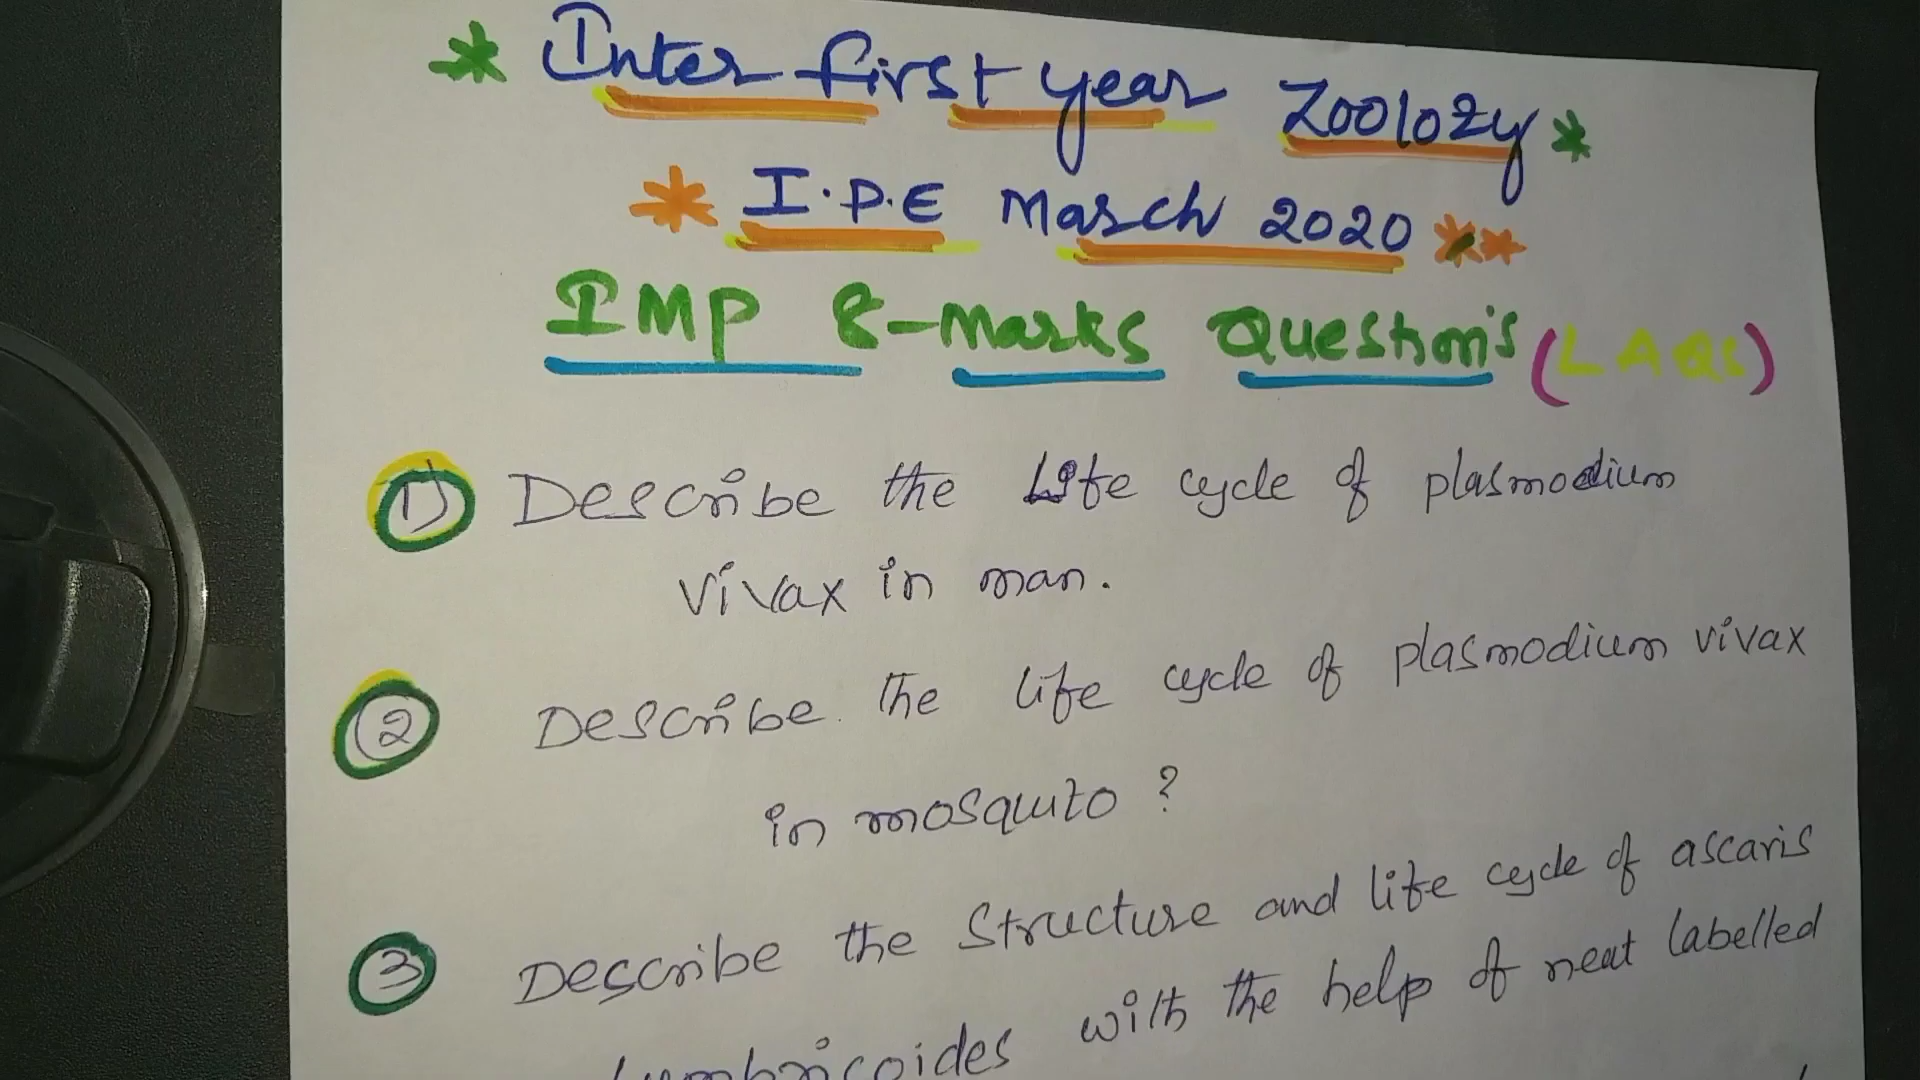 * Inter first year Zoolozy *
* I.P.E March 2020 **
IMP 8-Marks Question's (LAQs)
1) Describe the Life cycle of plasmodium
vivax in man.
2 Describe the life cycle of plasmodium vivax
in mosquito ?
3 Describe the Structure and life cycle of ascaris
lumbricoides with the help of neat labelled